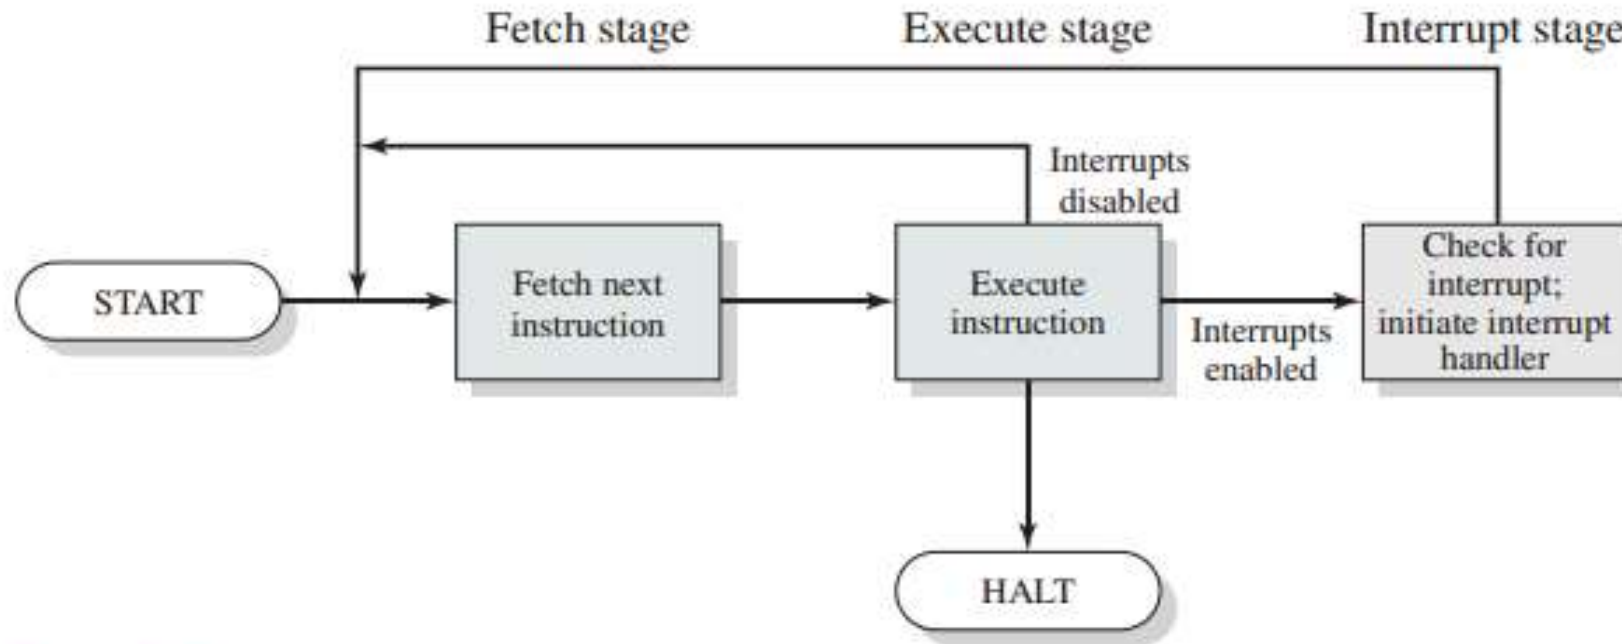 Fetch stage
Execute stage
Interrupt stage
Interrupts
disabled
START
Fetch next
instruction
Execute
instruction
Interrupts
enabled
Check for
interrupt;
initiate interrupt
handler
HALT